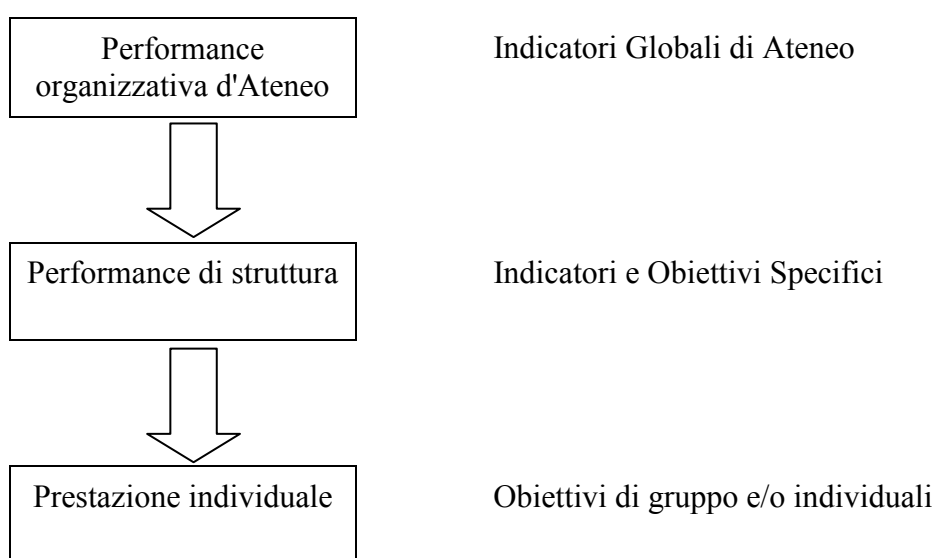 Performance
organizzativa d'Ateneo
Indicatori Globali di Ateneo
Performance di struttura
Indicatori e Obiettivi Specifici
Prestazione individuale
Obiettivi di gruppo e/o individuali